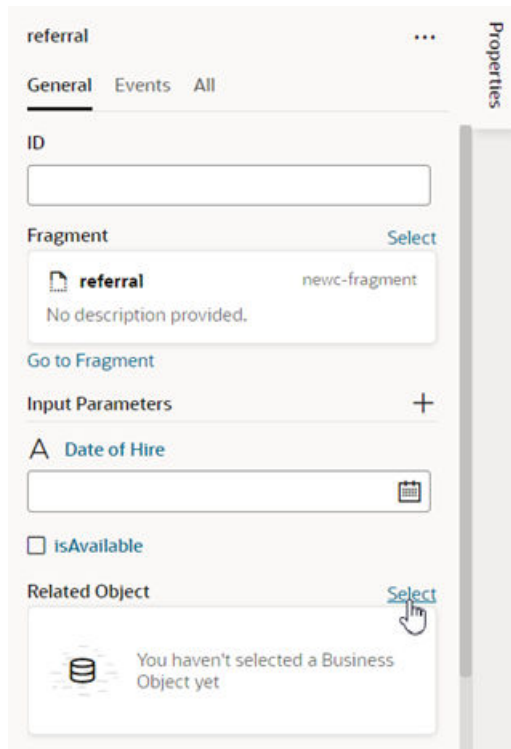 referral
Properties
General Events All
ID
Fragment Select
referral newc-fragment
No description provided.
Go to Fragment
Input Parameters
A Date of Hire
isAvailable
Related Object Select
You haven't selected a Business
Object yet